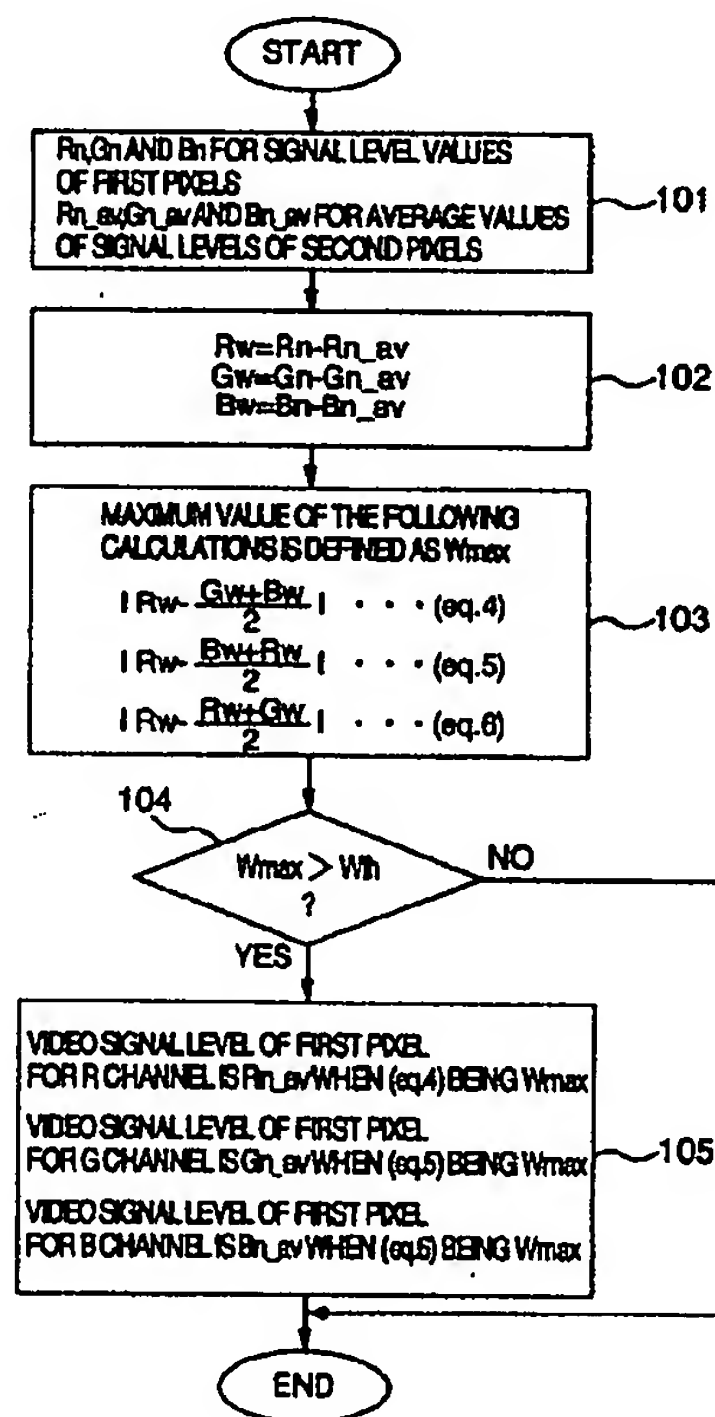 START
Rn,Gn AND Bn FOR SIGNAL LEVEL VALUES
OF FIRST PIXELS
Rn_av,Gn_av AND Bn_av FOR AVERAGE VALUES
OF SIGNAL LEVELS OF SECOND PIXELS
101
Rw=Rn-Rn_av
Gw=Gn-Gn_av
Bw=Bn-Bn_av
102
MAXIMUM VALUE OF THE FOLLOWING
CALCULATIONS IS DEFINED AS Wmax
| Rw- Gw+Bw / 2 | · · · (eq.4)
| Rw- Bw+Rw / 2 | · · · (eq.5)
| Rw- Rw+Gw / 2 | · · · (eq.6)
103
104
Wmax > Wth
?
NO
YES
VIDEO SIGNAL LEVEL OF FIRST PIXEL
FOR R CHANNEL IS Rn_av WHEN (eq.4) BEING Wmax
VIDEO SIGNAL LEVEL OF FIRST PIXEL
FOR G CHANNEL IS Gn_av WHEN (eq.5) BEING Wmax
VIDEO SIGNAL LEVEL OF FIRST PIXEL
FOR B CHANNEL IS Bn_av WHEN (eq.6) BEING Wmax
105
END